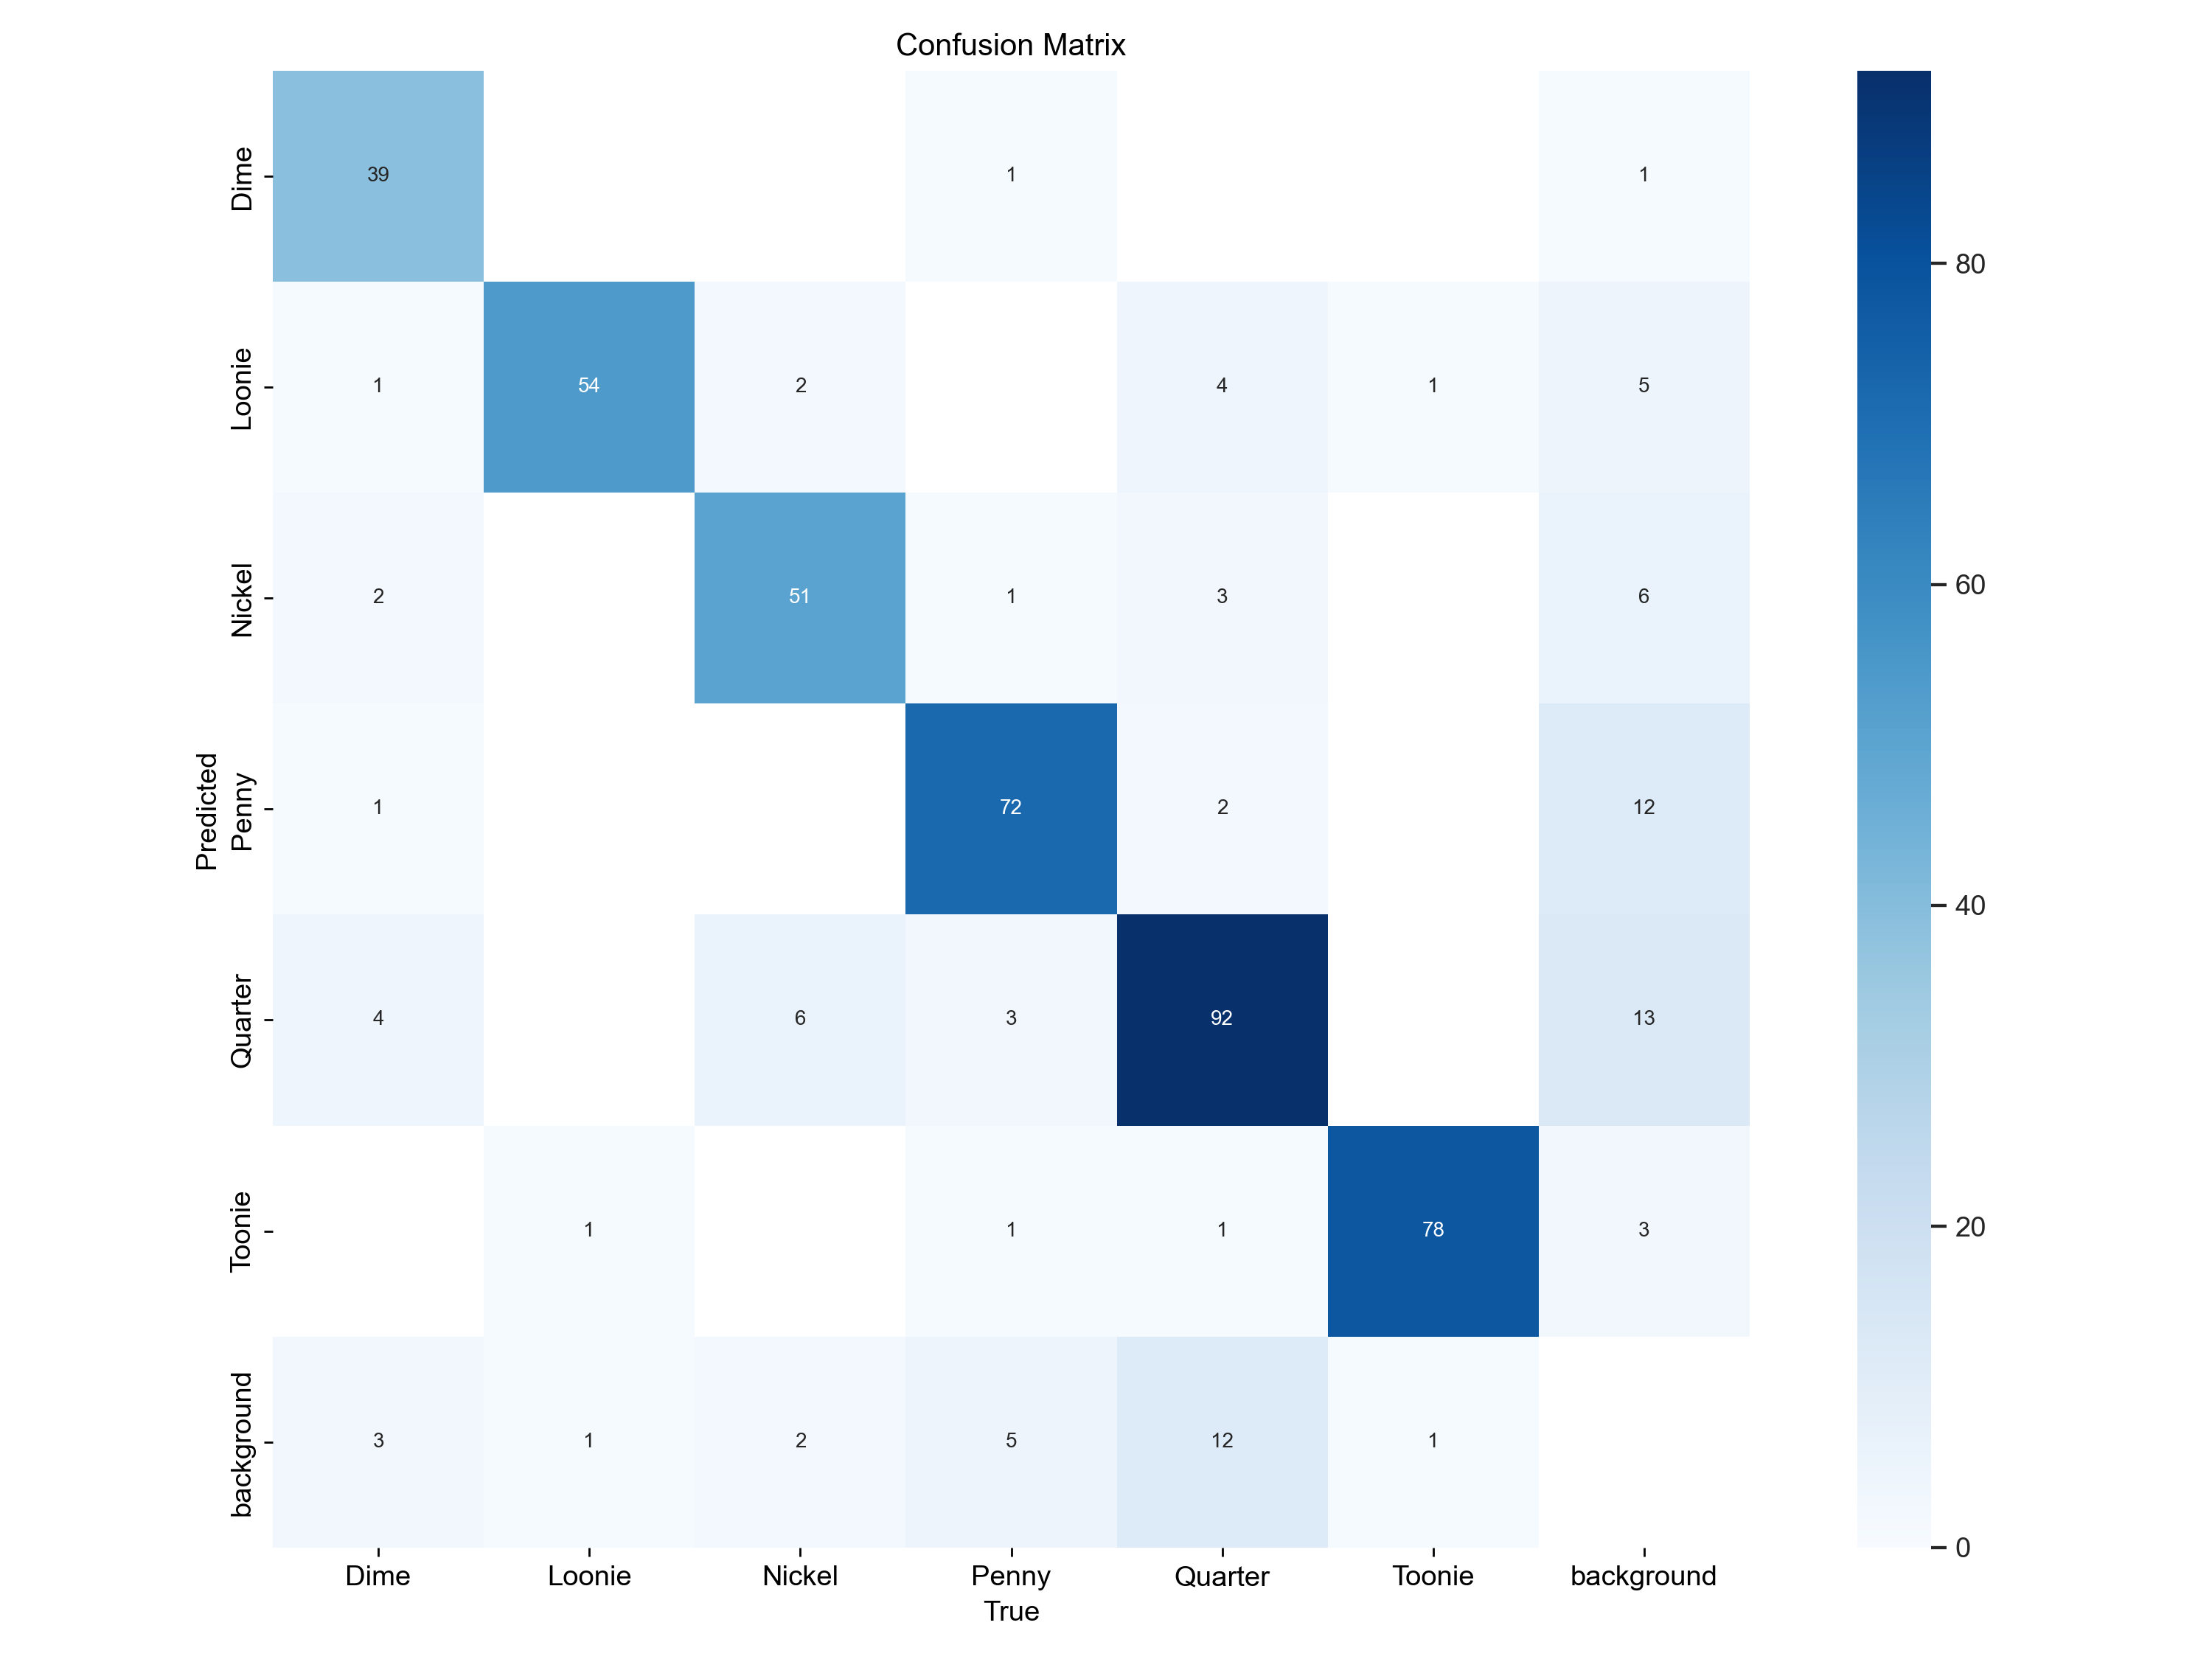 Confusion Matrix
Dime 39 1 1
Loonie 1 54 2 4 1 5
Nickel 2 51 1 3 6
Penny 1 72 2 12
Quarter 4 6 3 92 13
Toonie 1 1 1 78 3
background 3 1 2 5 12 1
Predicted
Dime Loonie Nickel Penny Quarter Toonie background
True
80
60
40
20
0